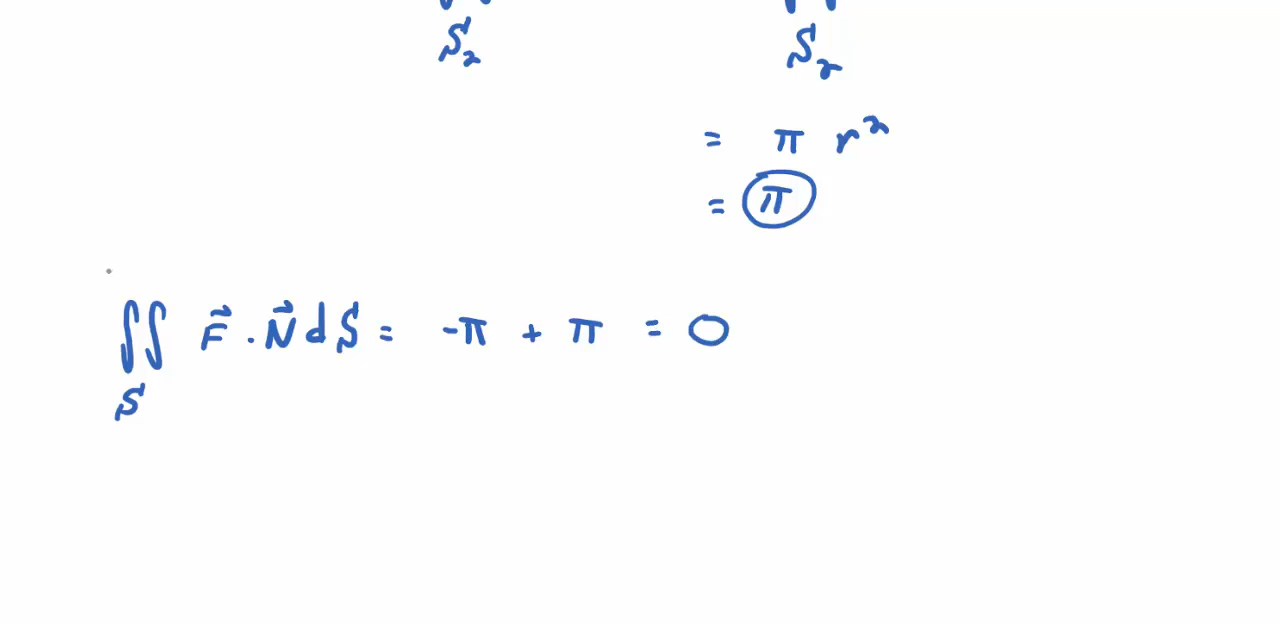 S₂ S₂
= π r²
= π
∬ F⃗ · N⃗ dS = -π + π = 0
S